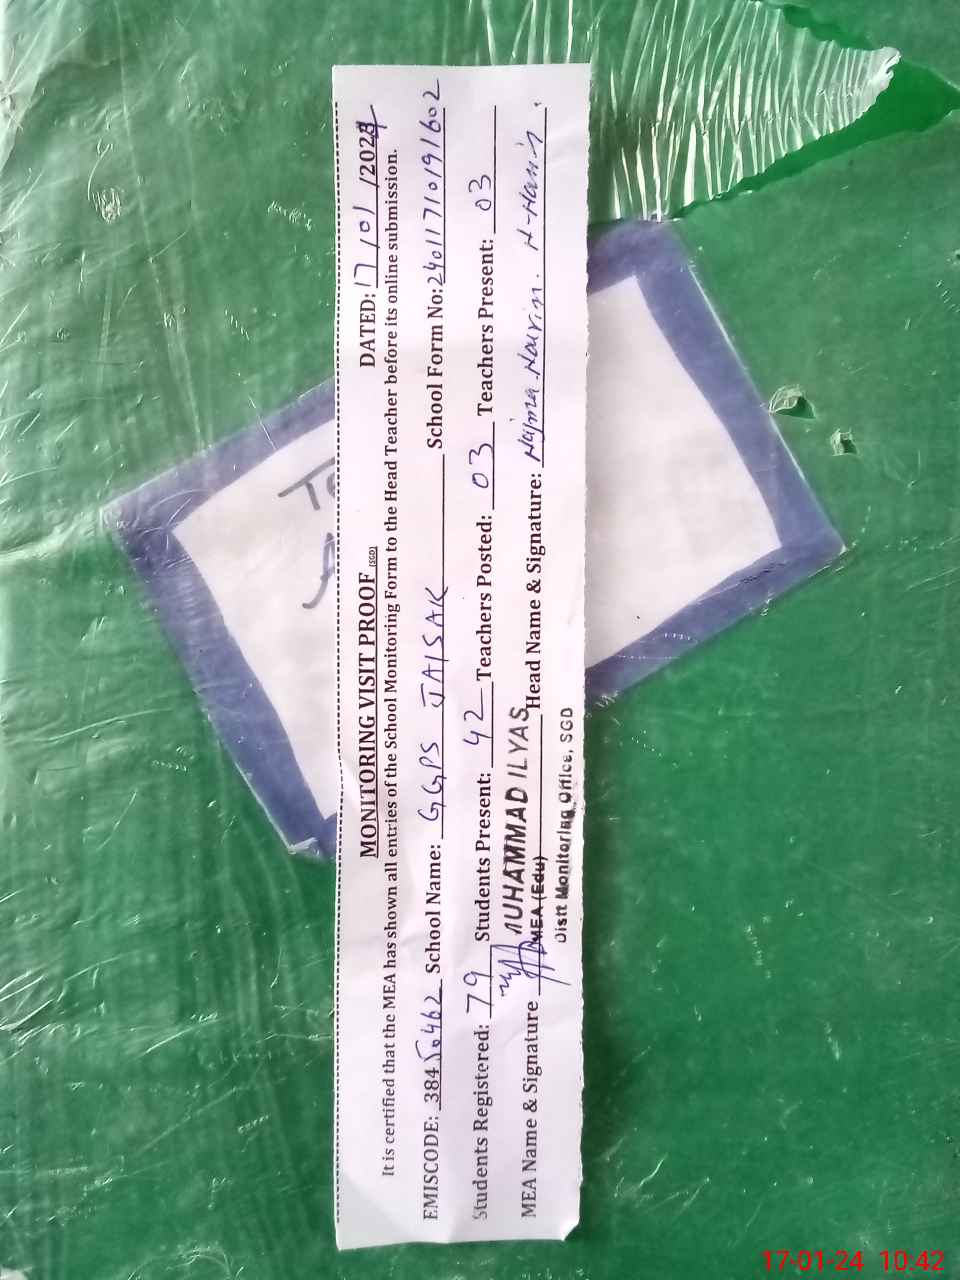 MONITORING VISIT PROOF (SGD) DATED: 17/01/2024
It is certified that the MEA has shown all entries of the School Monitoring Form to the Head Teacher before its online submission.
EMISCODE: 38450462 School Name: GGPS JAISAK School Form No: 24011710191602
Students Registered: 79 Students Present: 42 Teachers Posted: 03 Teachers Present: 03
MEA Name & Signature MUHAMMAD ILYAS Head Name & Signature: Najma
MEA (Edu)
Distt Monitoring Office, SGD
17-01-24 10:42